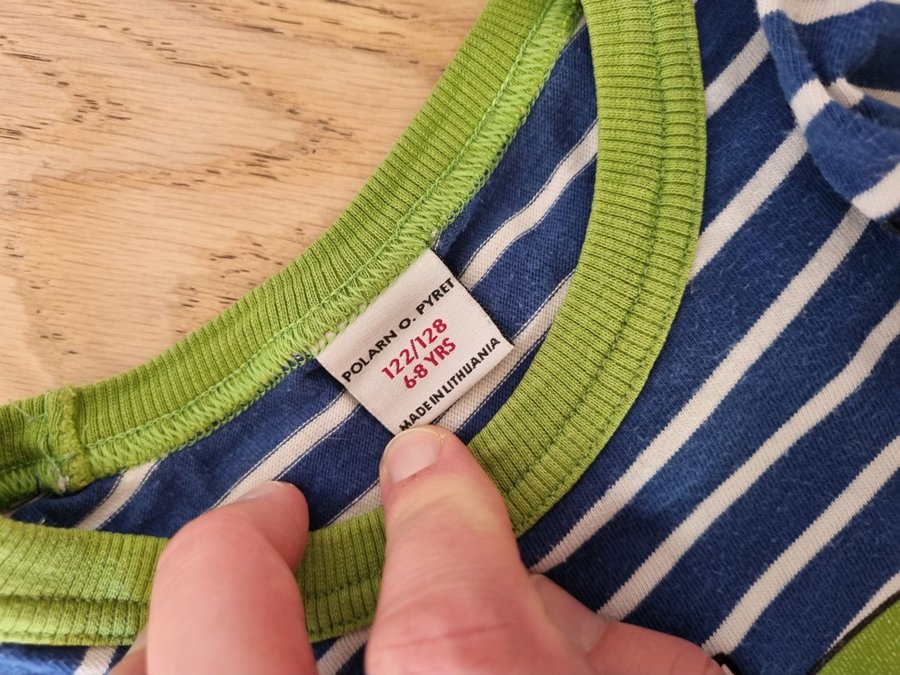 POLARN O. PYRET
122/128
6-8 YRS
MADE IN LITHUANIA